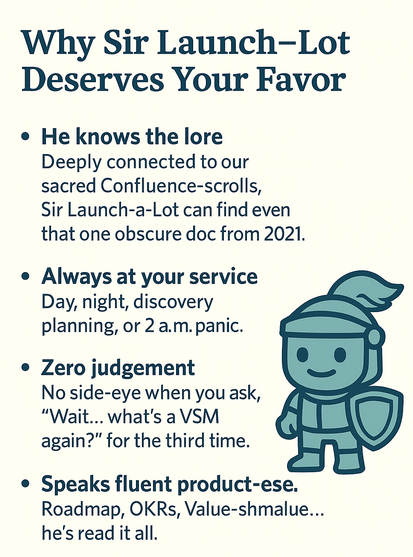 Why Sir Launch–Lot
Deserves Your Favor
• He knows the lore
Deeply connected to our
sacred Confluence-scrolls,
Sir Launch-a-Lot can find even
that one obscure doc from 2021.
• Always at your service
Day, night, discovery
planning, or 2 a.m. panic.
• Zero judgement
No side-eye when you ask,
“Wait... what’s a VSM
again?” for the third time.
• Speaks fluent product-ese.
Roadmap, OKRs, Value-shmalue...
he’s read it all.